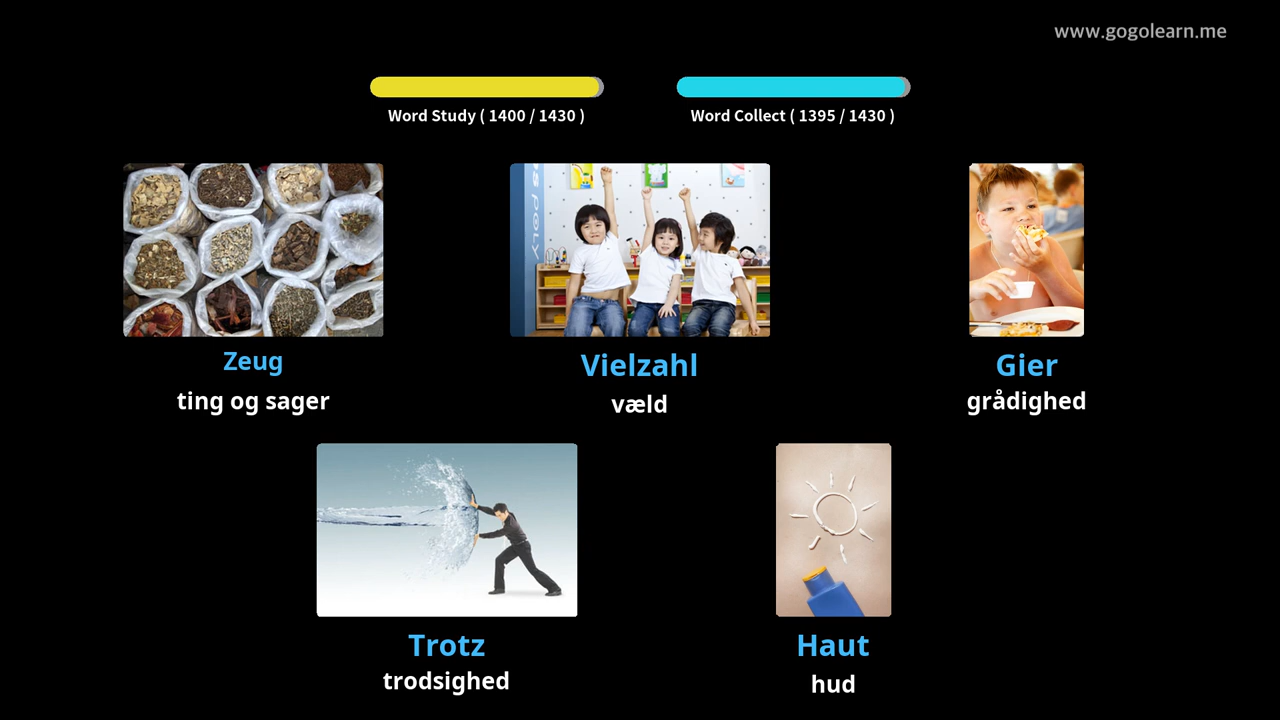 www.gogolearn.me
Word Study ( 1400 / 1430 )
Word Collect ( 1395 / 1430 )
Zeug
ting og sager
Vielzahl
væld
Gier
grådighed
Trotz
trodsighed
Haut
hud